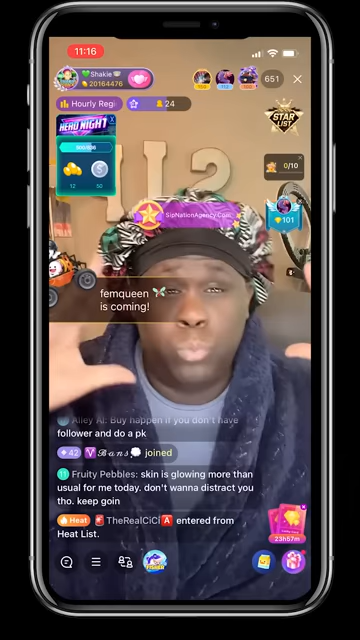 11:16
💚Shakie
20164476
651
Hourly Regi
24
HERO NIGHT
STAR LIST
0/10
112
SipNationAgency.Com
101
femqueen 🦋
is coming!
Alley Al: Buy happen if you don't have
follower and do a pk
42 V 𝓑𝓪𝓷𝓼💭 joined
11 Fruity Pebbles: skin is glowing more than
usual for me today. don't wanna distract you
tho. keep goin
Heat 🚨TheRealCiCi🅰 entered from
Heat List.
23h57m